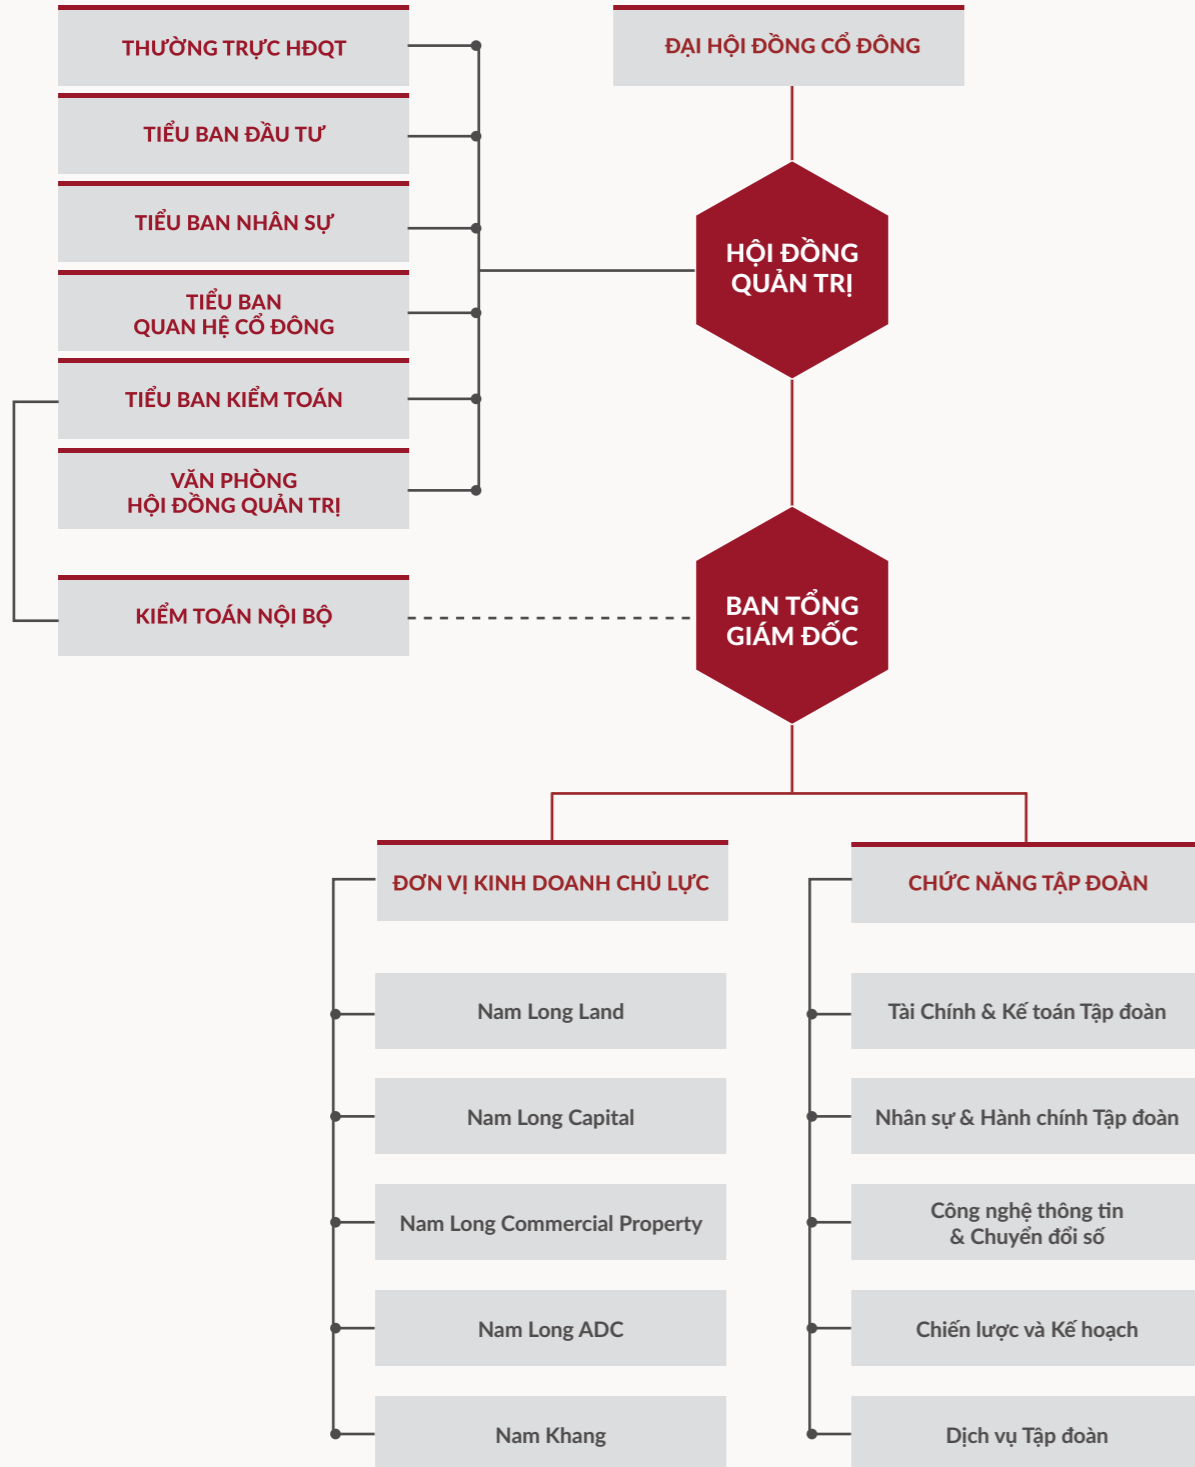 THƯỜNG TRỰC HĐQT
ĐẠI HỘI ĐỒNG CỔ ĐÔNG
TIỂU BAN ĐẦU TƯ
TIỂU BAN NHÂN SỰ
HỘI ĐỒNG
QUẢN TRỊ
TIỂU BAN
QUAN HỆ CỔ ĐÔNG
TIỂU BAN KIỂM TOÁN
VĂN PHÒNG
HỘI ĐỒNG QUẢN TRỊ
KIỂM TOÁN NỘI BỘ
BAN TỔNG
GIÁM ĐỐC
ĐƠN VỊ KINH DOANH CHỦ LỰC
Nam Long Land
Nam Long Capital
Nam Long Commercial Property
Nam Long ADC
Nam Khang
CHỨC NĂNG TẬP ĐOÀN
Tài Chính & Kế toán Tập đoàn
Nhân sự & Hành chính Tập đoàn
Công nghệ thông tin
& Chuyển đổi số
Chiến lược và Kế hoạch
Dịch vụ Tập đoàn